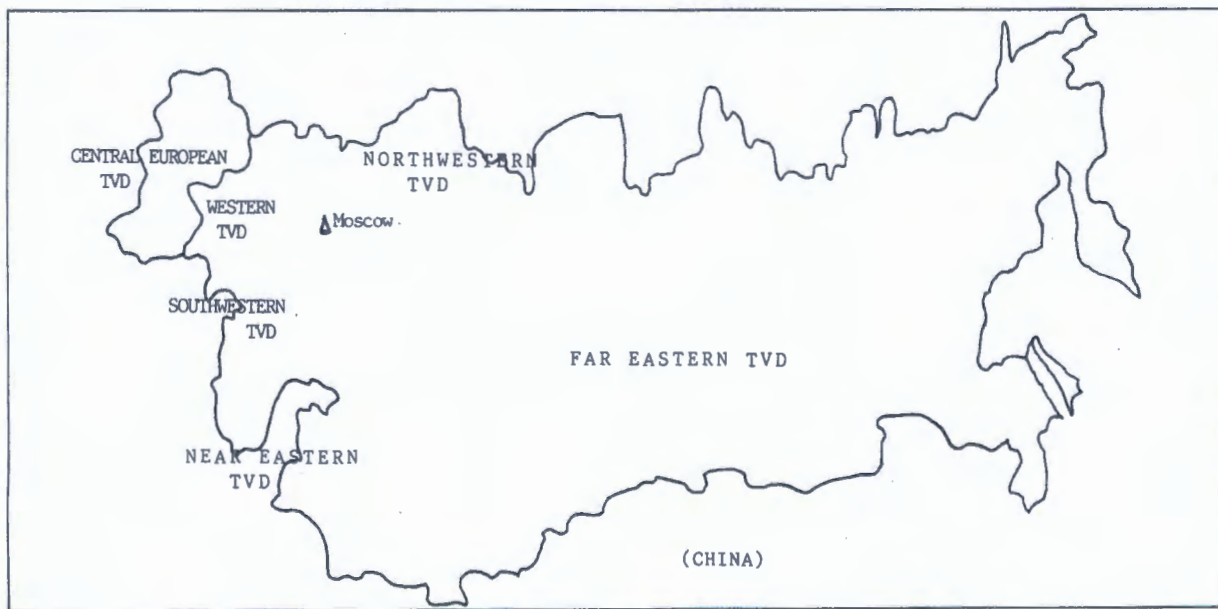 CENTRAL EUROPEAN
TVD
NORTHWESTERN
TVD
WESTERN
TVD
Moscow
SOUTHWESTERN
TVD
FAR EASTERN TVD
NEAR EASTERN
TVD
(CHINA)